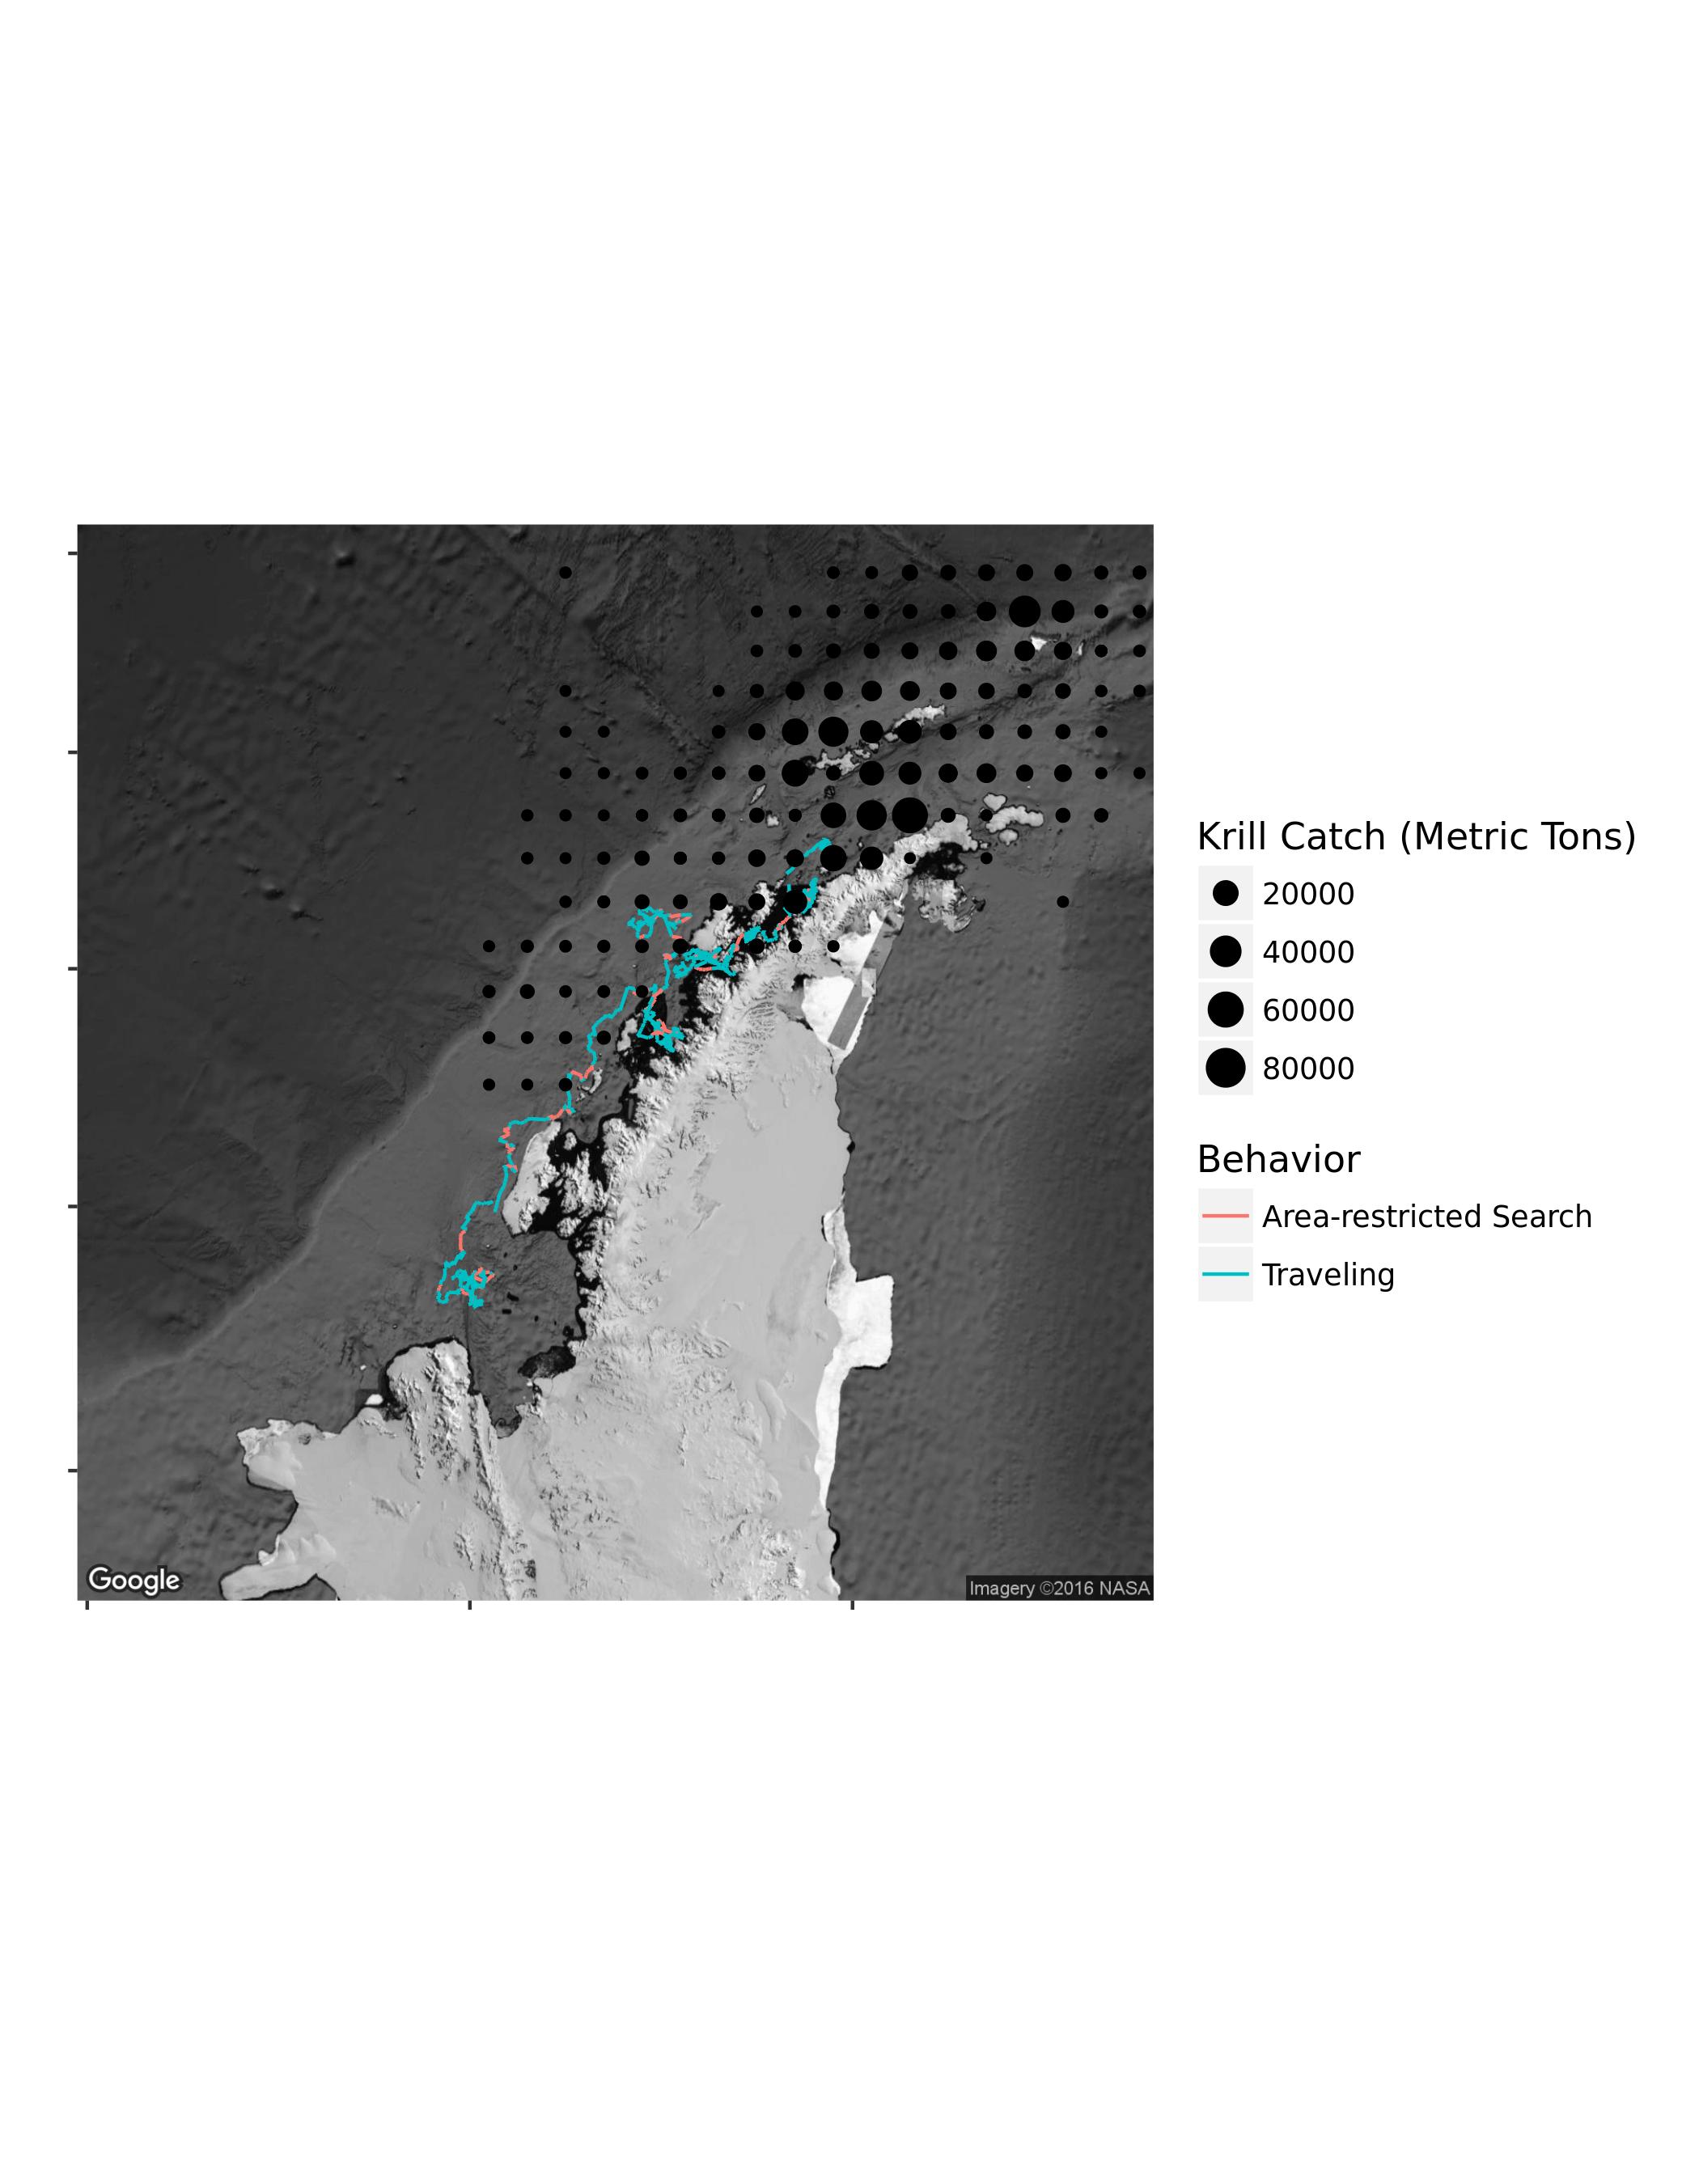 Krill Catch (Metric Tons)
20000
40000
60000
80000
Behavior
Area-restricted Search
Traveling
Google
Imagery ©2016 NASA